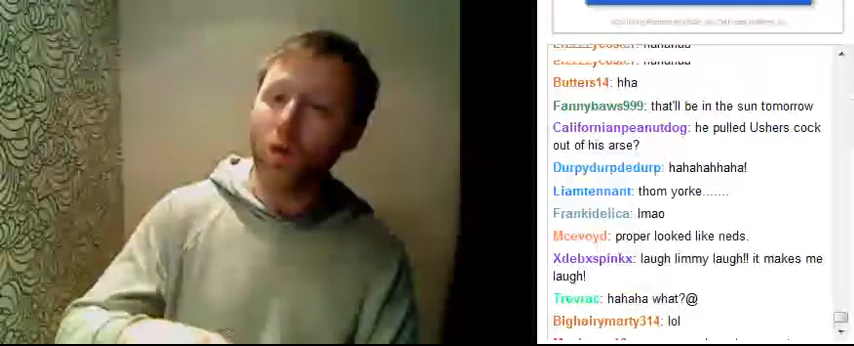 Butters14: hha
Fannybaws999: that'll be in the sun tomorrow
Californianpeanutdog: he pulled Ushers cock
out of his arse?
Durpydurpdedurp: hahahahhaha!
Liamtennant: thom yorke.......
Frankidelica: lmao
Mcevoyd: proper looked like neds.
Xdebxspinkx: laugh limmy laugh!! it makes me
laugh!
Trevrac: hahaha what?@
Bighairymarty314: lol